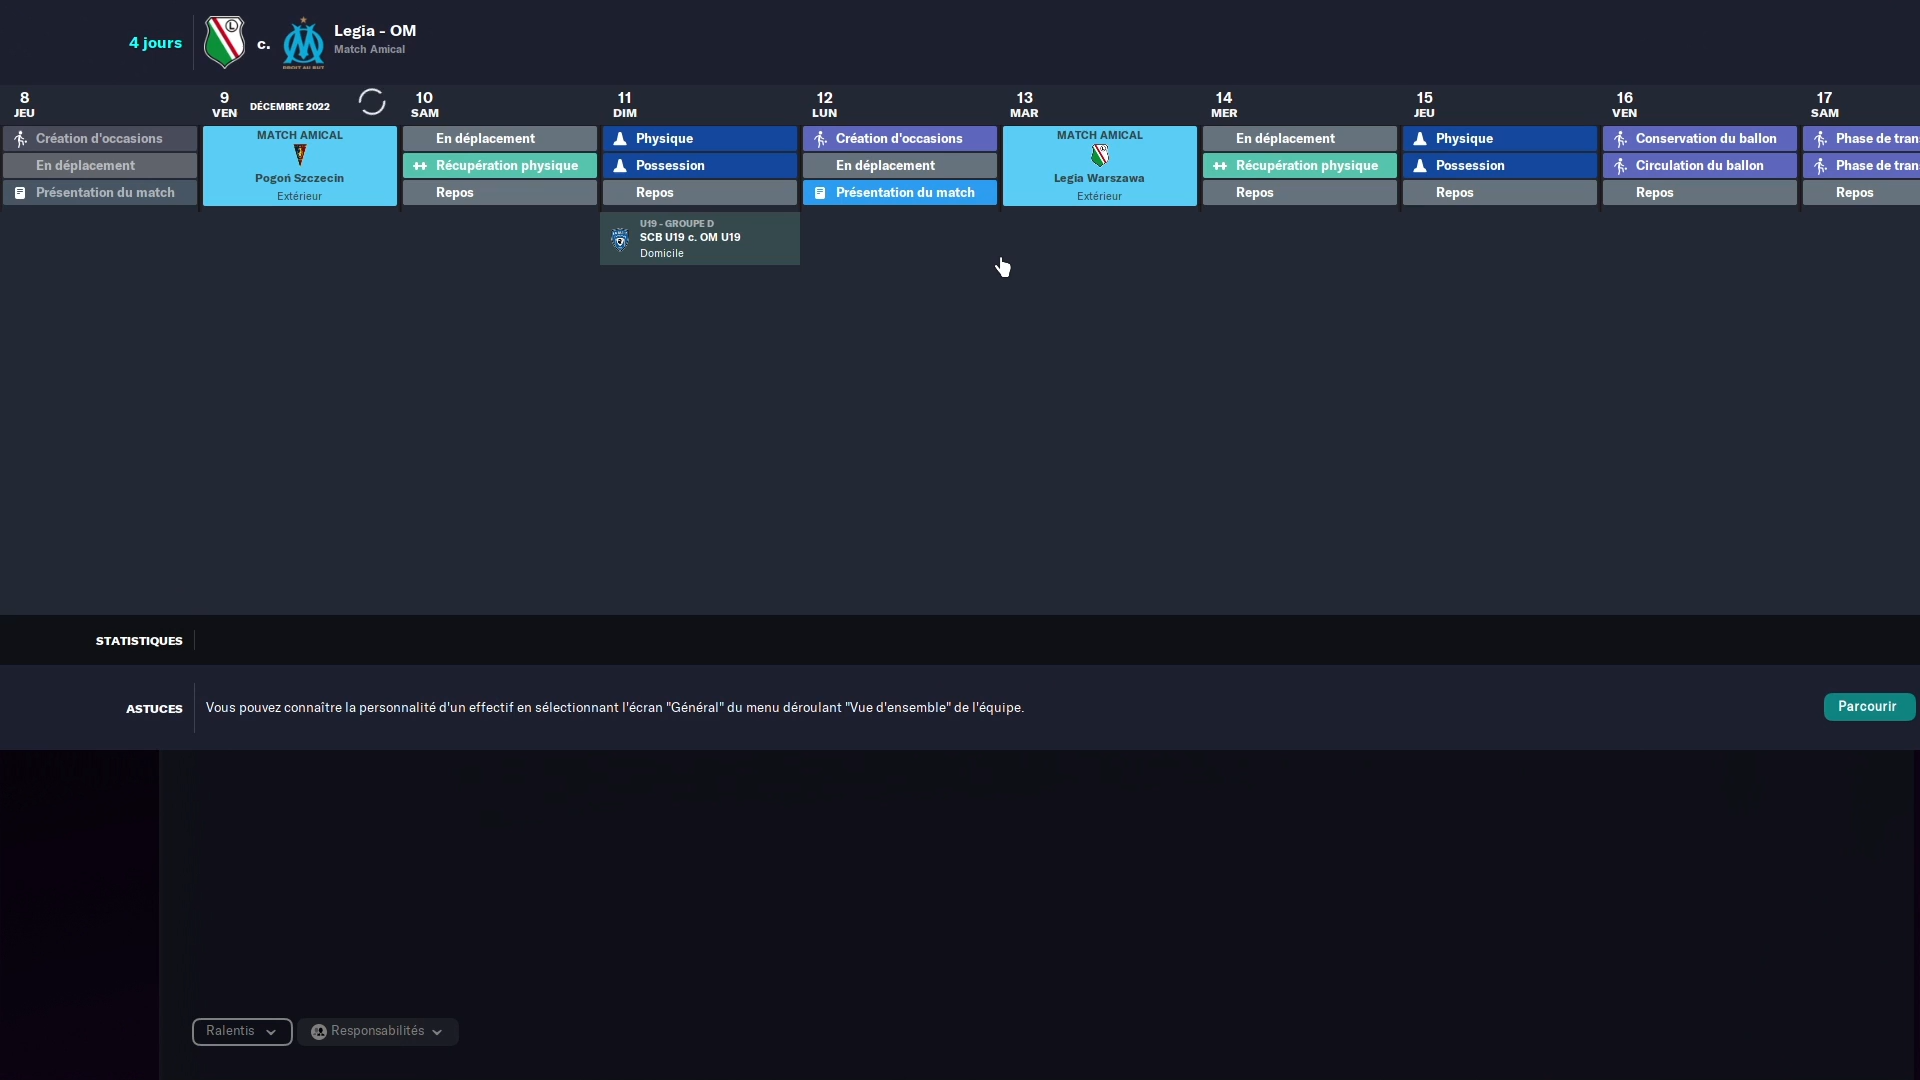 4 jours
c.
Legia - OM
Match Amical
DROIT AU BUT
8
JEU
Création d'occasions
En déplacement
Présentation du match
9
VEN
DÉCEMBRE 2022
MATCH AMICAL
Pogoń Szczecin
Extérieur
10
SAM
En déplacement
Récupération physique
Repos
11
DIM
Physique
Possession
Repos
U19 - GROUPE D
SCB U19 c. OM U19
Domicile
12
LUN
Création d'occasions
En déplacement
Présentation du match
13
MAR
MATCH AMICAL
Legia Warszawa
Extérieur
14
MER
En déplacement
Récupération physique
Repos
15
JEU
Physique
Possession
Repos
16
VEN
Conservation du ballon
Circulation du ballon
Repos
17
SAM
Phase de tran
Phase de tran
Repos
STATISTIQUES
ASTUCES
Vous pouvez connaître la personnalité d'un effectif en sélectionnant l'écran "Général" du menu déroulant "Vue d'ensemble" de l'équipe.
Parcourir
Ralentis
Responsabilités